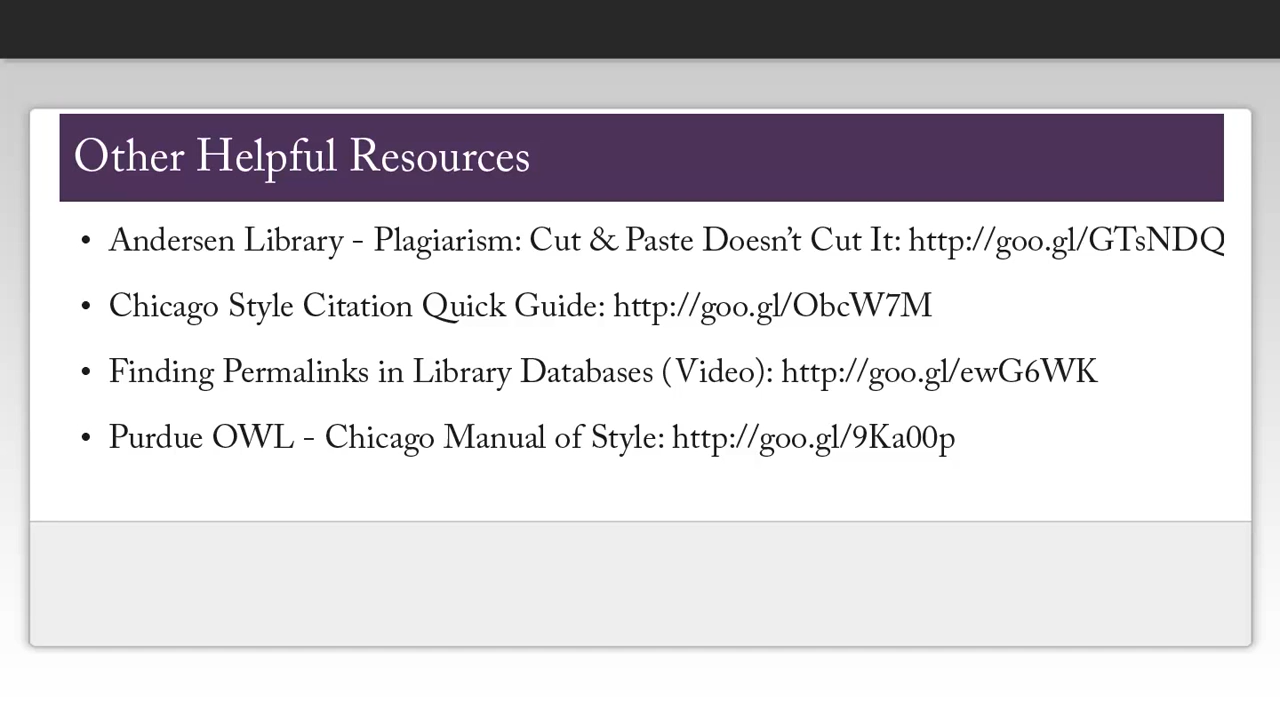 Other Helpful Resources
• Andersen Library - Plagiarism: Cut & Paste Doesn’t Cut It: http://goo.gl/GTsNDQ
• Chicago Style Citation Quick Guide: http://goo.gl/ObcW7M
• Finding Permalinks in Library Databases (Video): http://goo.gl/ewG6WK
• Purdue OWL - Chicago Manual of Style: http://goo.gl/9Ka00p